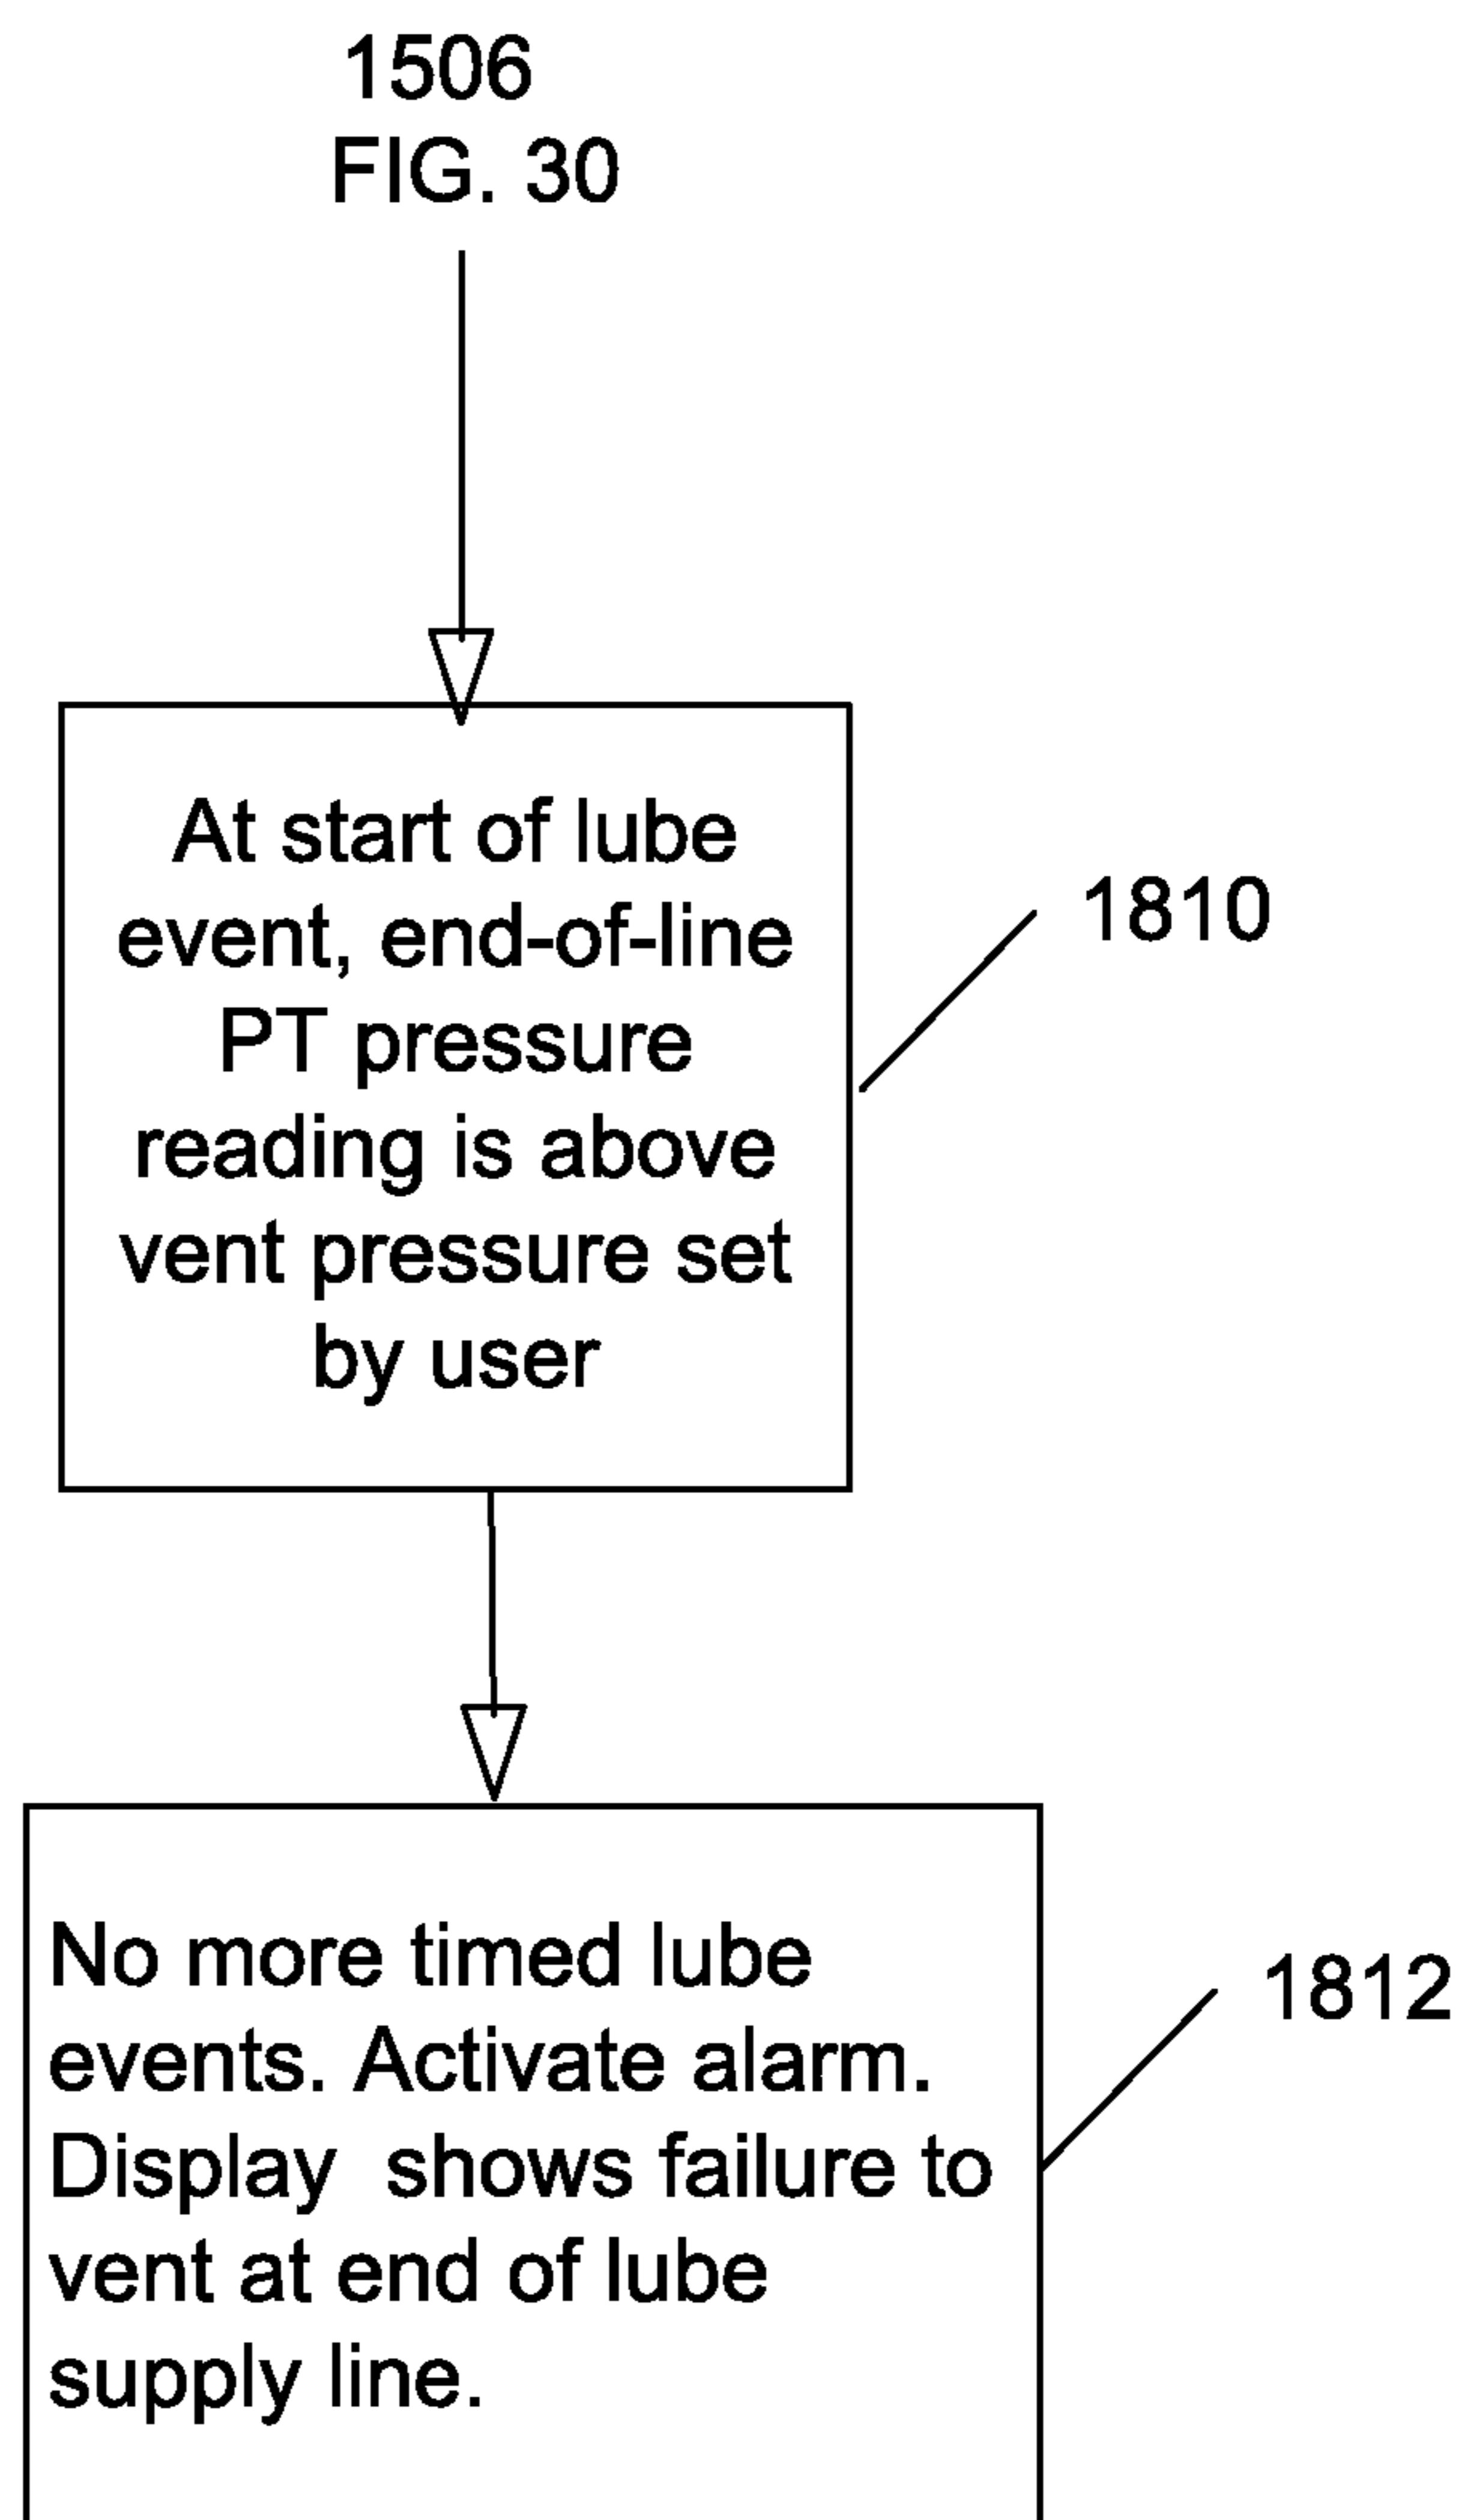 1506
FIG. 30
At start of lube
event, end-of-line
PT pressure
reading is above
vent pressure set
by user
1810
No more timed lube
events. Activate alarm.
Display shows failure to
vent at end of lube
supply line.
1812